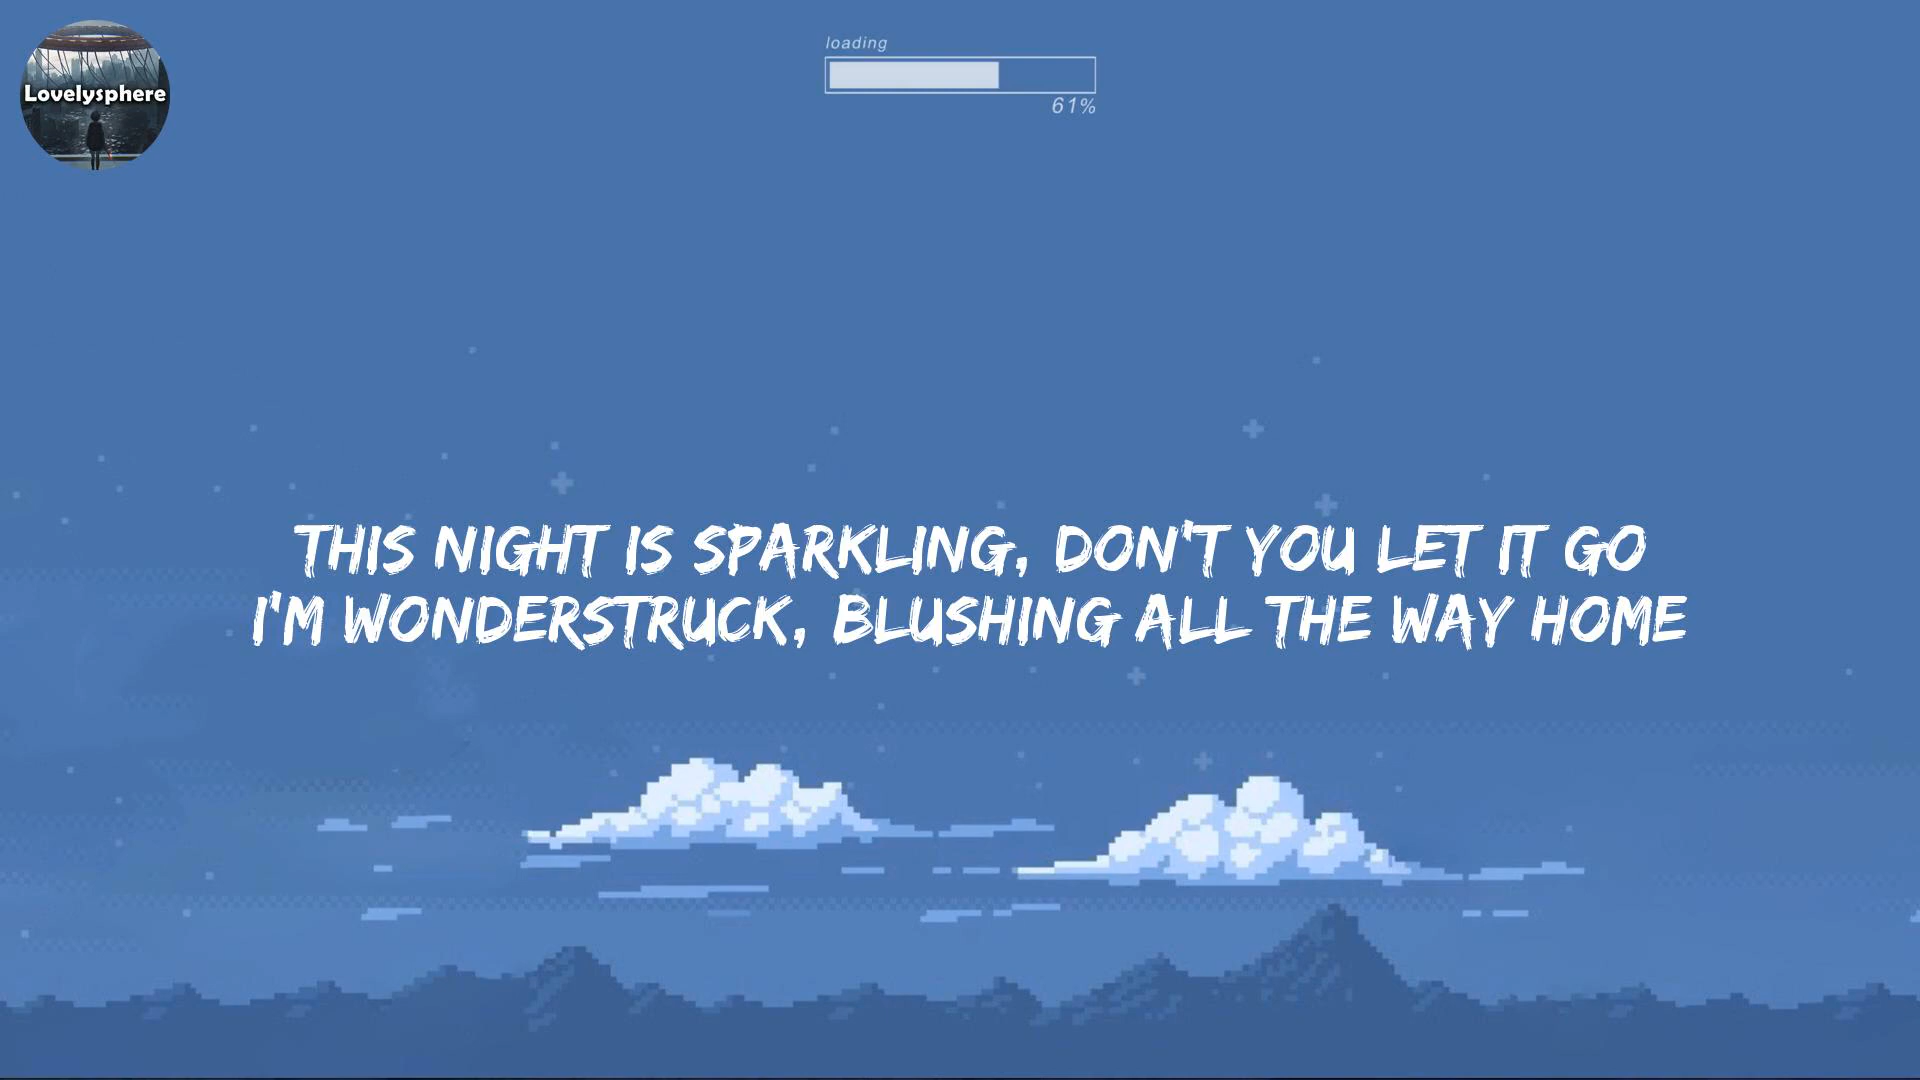 Lovelysphere
loading
61%
THIS NIGHT IS SPARKLING, DON'T YOU LET IT GO
I'M WONDERSTRUCK, BLUSHING ALL THE WAY HOME